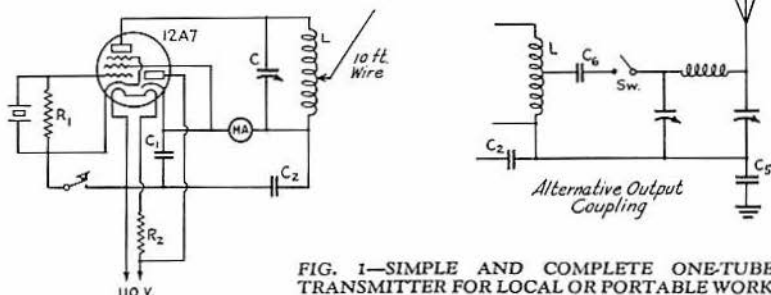 12A7
R1
C1
R2
110 V.
MA
C
L
10 ft.
Wire
C2
L
C6
Sw.
C2
C5
Alternative Output
Coupling
FIG. 1—SIMPLE AND COMPLETE ONE-TUBE
TRANSMITTER FOR LOCAL OR PORTABLE WORK